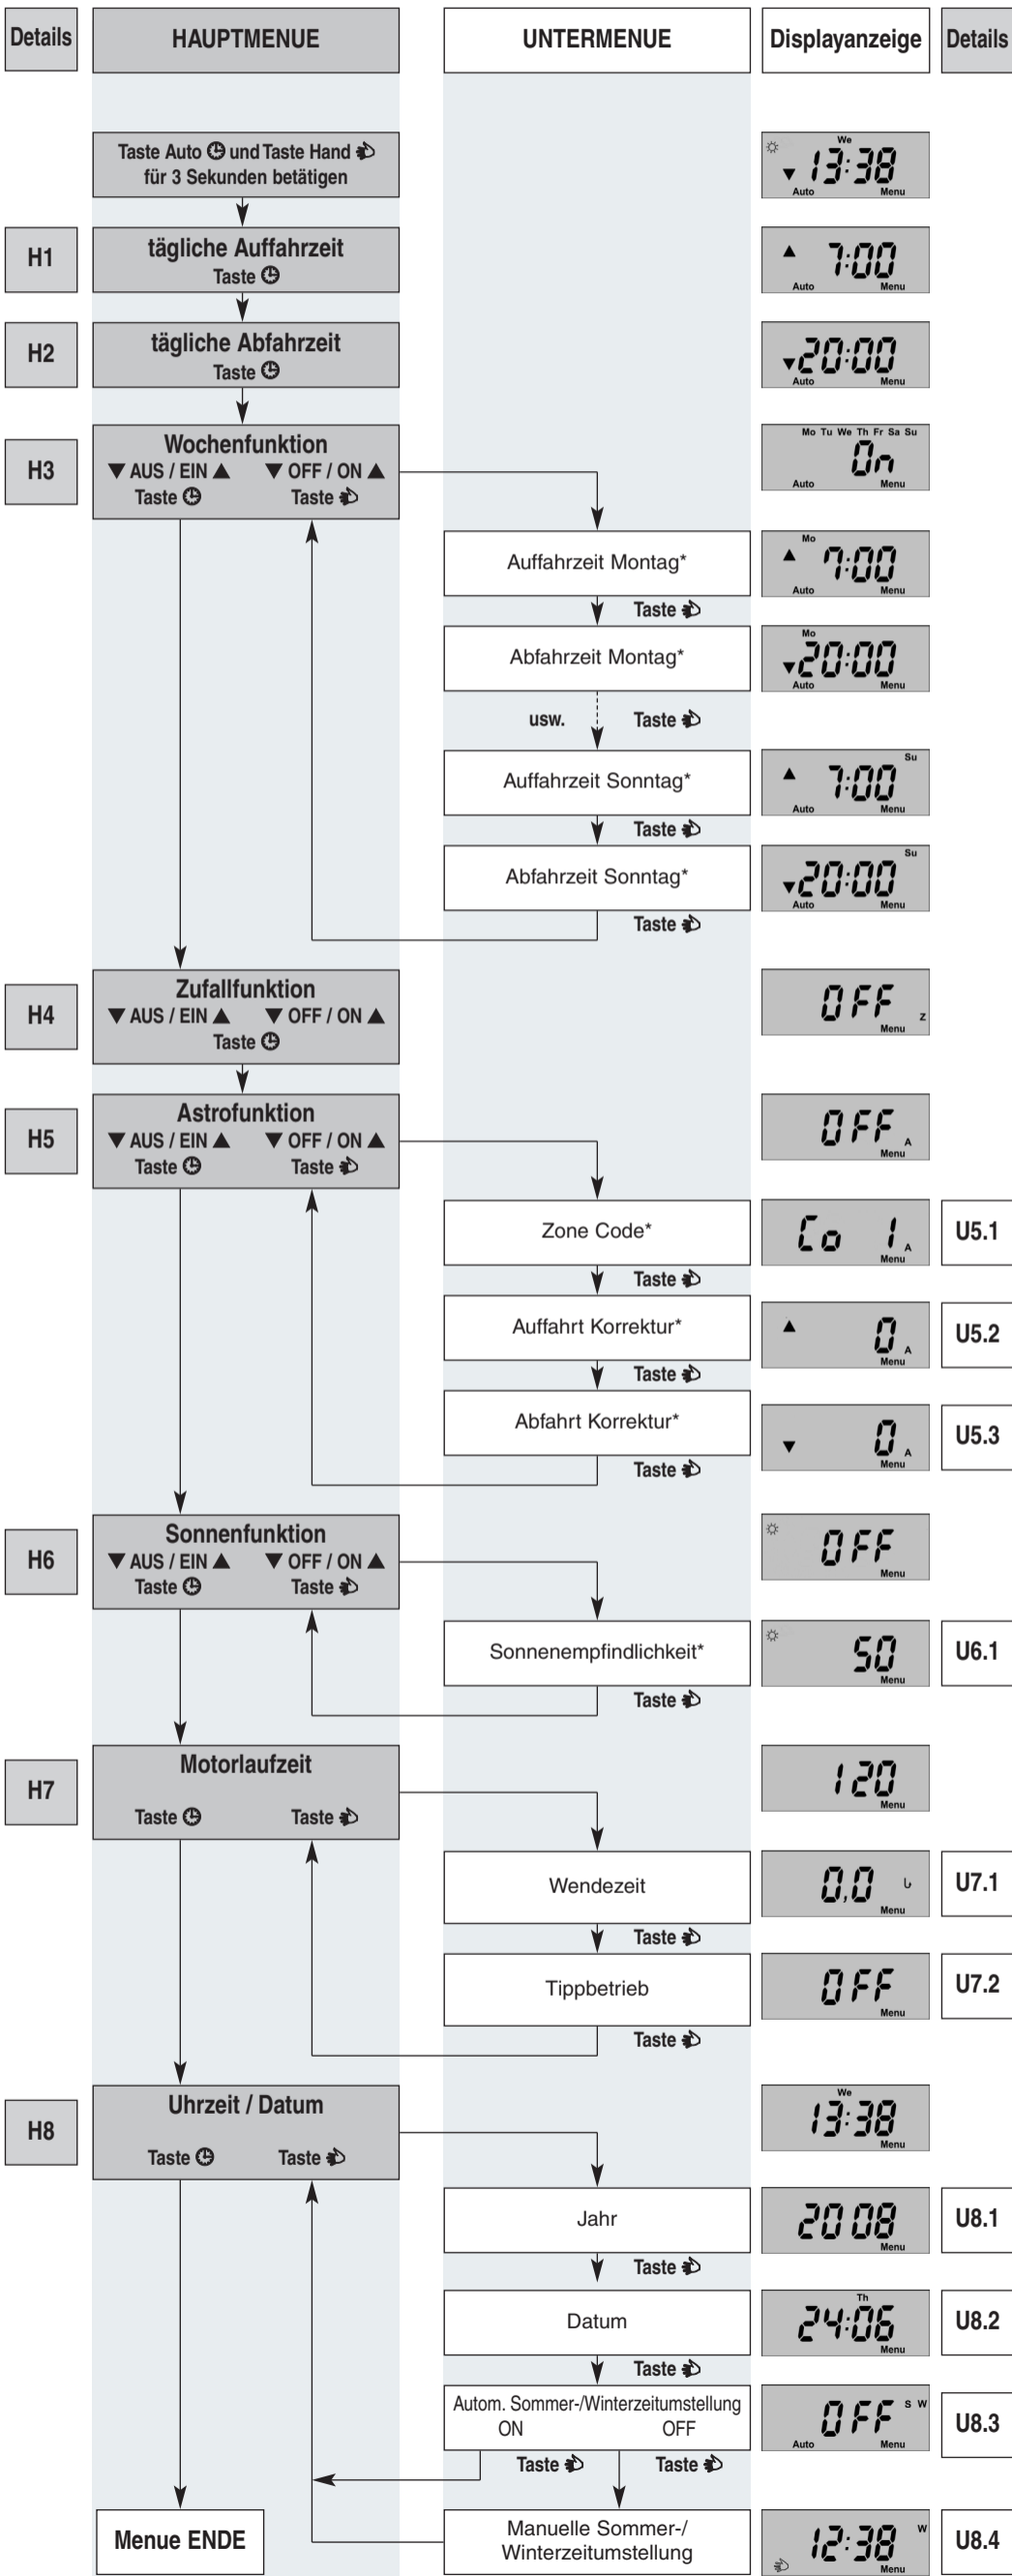 Details HAUPTMENUE UNTERMENUE Displayanzeige Details
Taste Auto und Taste Hand
für 3 Sekunden betätigen
We
▼ 13:38
Auto Menu
H1
tägliche Auffahrzeit
Taste
▲ 7:00
Auto Menu
H2
tägliche Abfahrzeit
Taste
▼20:00
Auto Menu
H3
Wochenfunktion
▼ AUS / EIN ▲ ▼ OFF / ON ▲
Taste Taste
Mo Tu We Th Fr Sa Su
On
Auto Menu
Auffahrzeit Montag*
Taste
Mo
▲ 7:00
Auto Menu
Abfahrzeit Montag*
usw. Taste
Mo
▼20:00
Auto Menu
Auffahrzeit Sonntag*
Taste
Su
▲ 7:00
Auto Menu
Abfahrzeit Sonntag*
Taste
Su
▼20:00
Auto Menu
H4
Zufallfunktion
▼ AUS / EIN ▲ ▼ OFF / ON ▲
Taste
OFF Z
Menu
H5
Astrofunktion
▼ AUS / EIN ▲ ▼ OFF / ON ▲
Taste Taste
OFF A
Menu
Zone Code*
Taste
Co 1 A
Menu
U5.1
Auffahrt Korrektur*
Taste
▲ 0 A
Menu
U5.2
Abfahrt Korrektur*
Taste
▼ 0 A
Menu
U5.3
H6
Sonnenfunktion
▼ AUS / EIN ▲ ▼ OFF / ON ▲
Taste Taste
OFF
Menu
Sonnenempfindlichkeit*
Taste
50
Menu
U6.1
H7
Motorlaufzeit
Taste Taste
120
Menu
Wendezeit
Taste
0,0
Menu
U7.1
Tippbetrieb
Taste
OFF
Menu
U7.2
H8
Uhrzeit / Datum
Taste Taste
We
13:38
Menu
Jahr
Taste
2008
Menu
U8.1
Datum
Taste
Th
24:06
Menu
U8.2
Autom. Sommer-/Winterzeitumstellung
ON OFF
Taste Taste
OFF S W
Auto Menu
U8.3
Menue ENDE
Manuelle Sommer-/
Winterzeitumstellung
12:38 W
Menu
U8.4